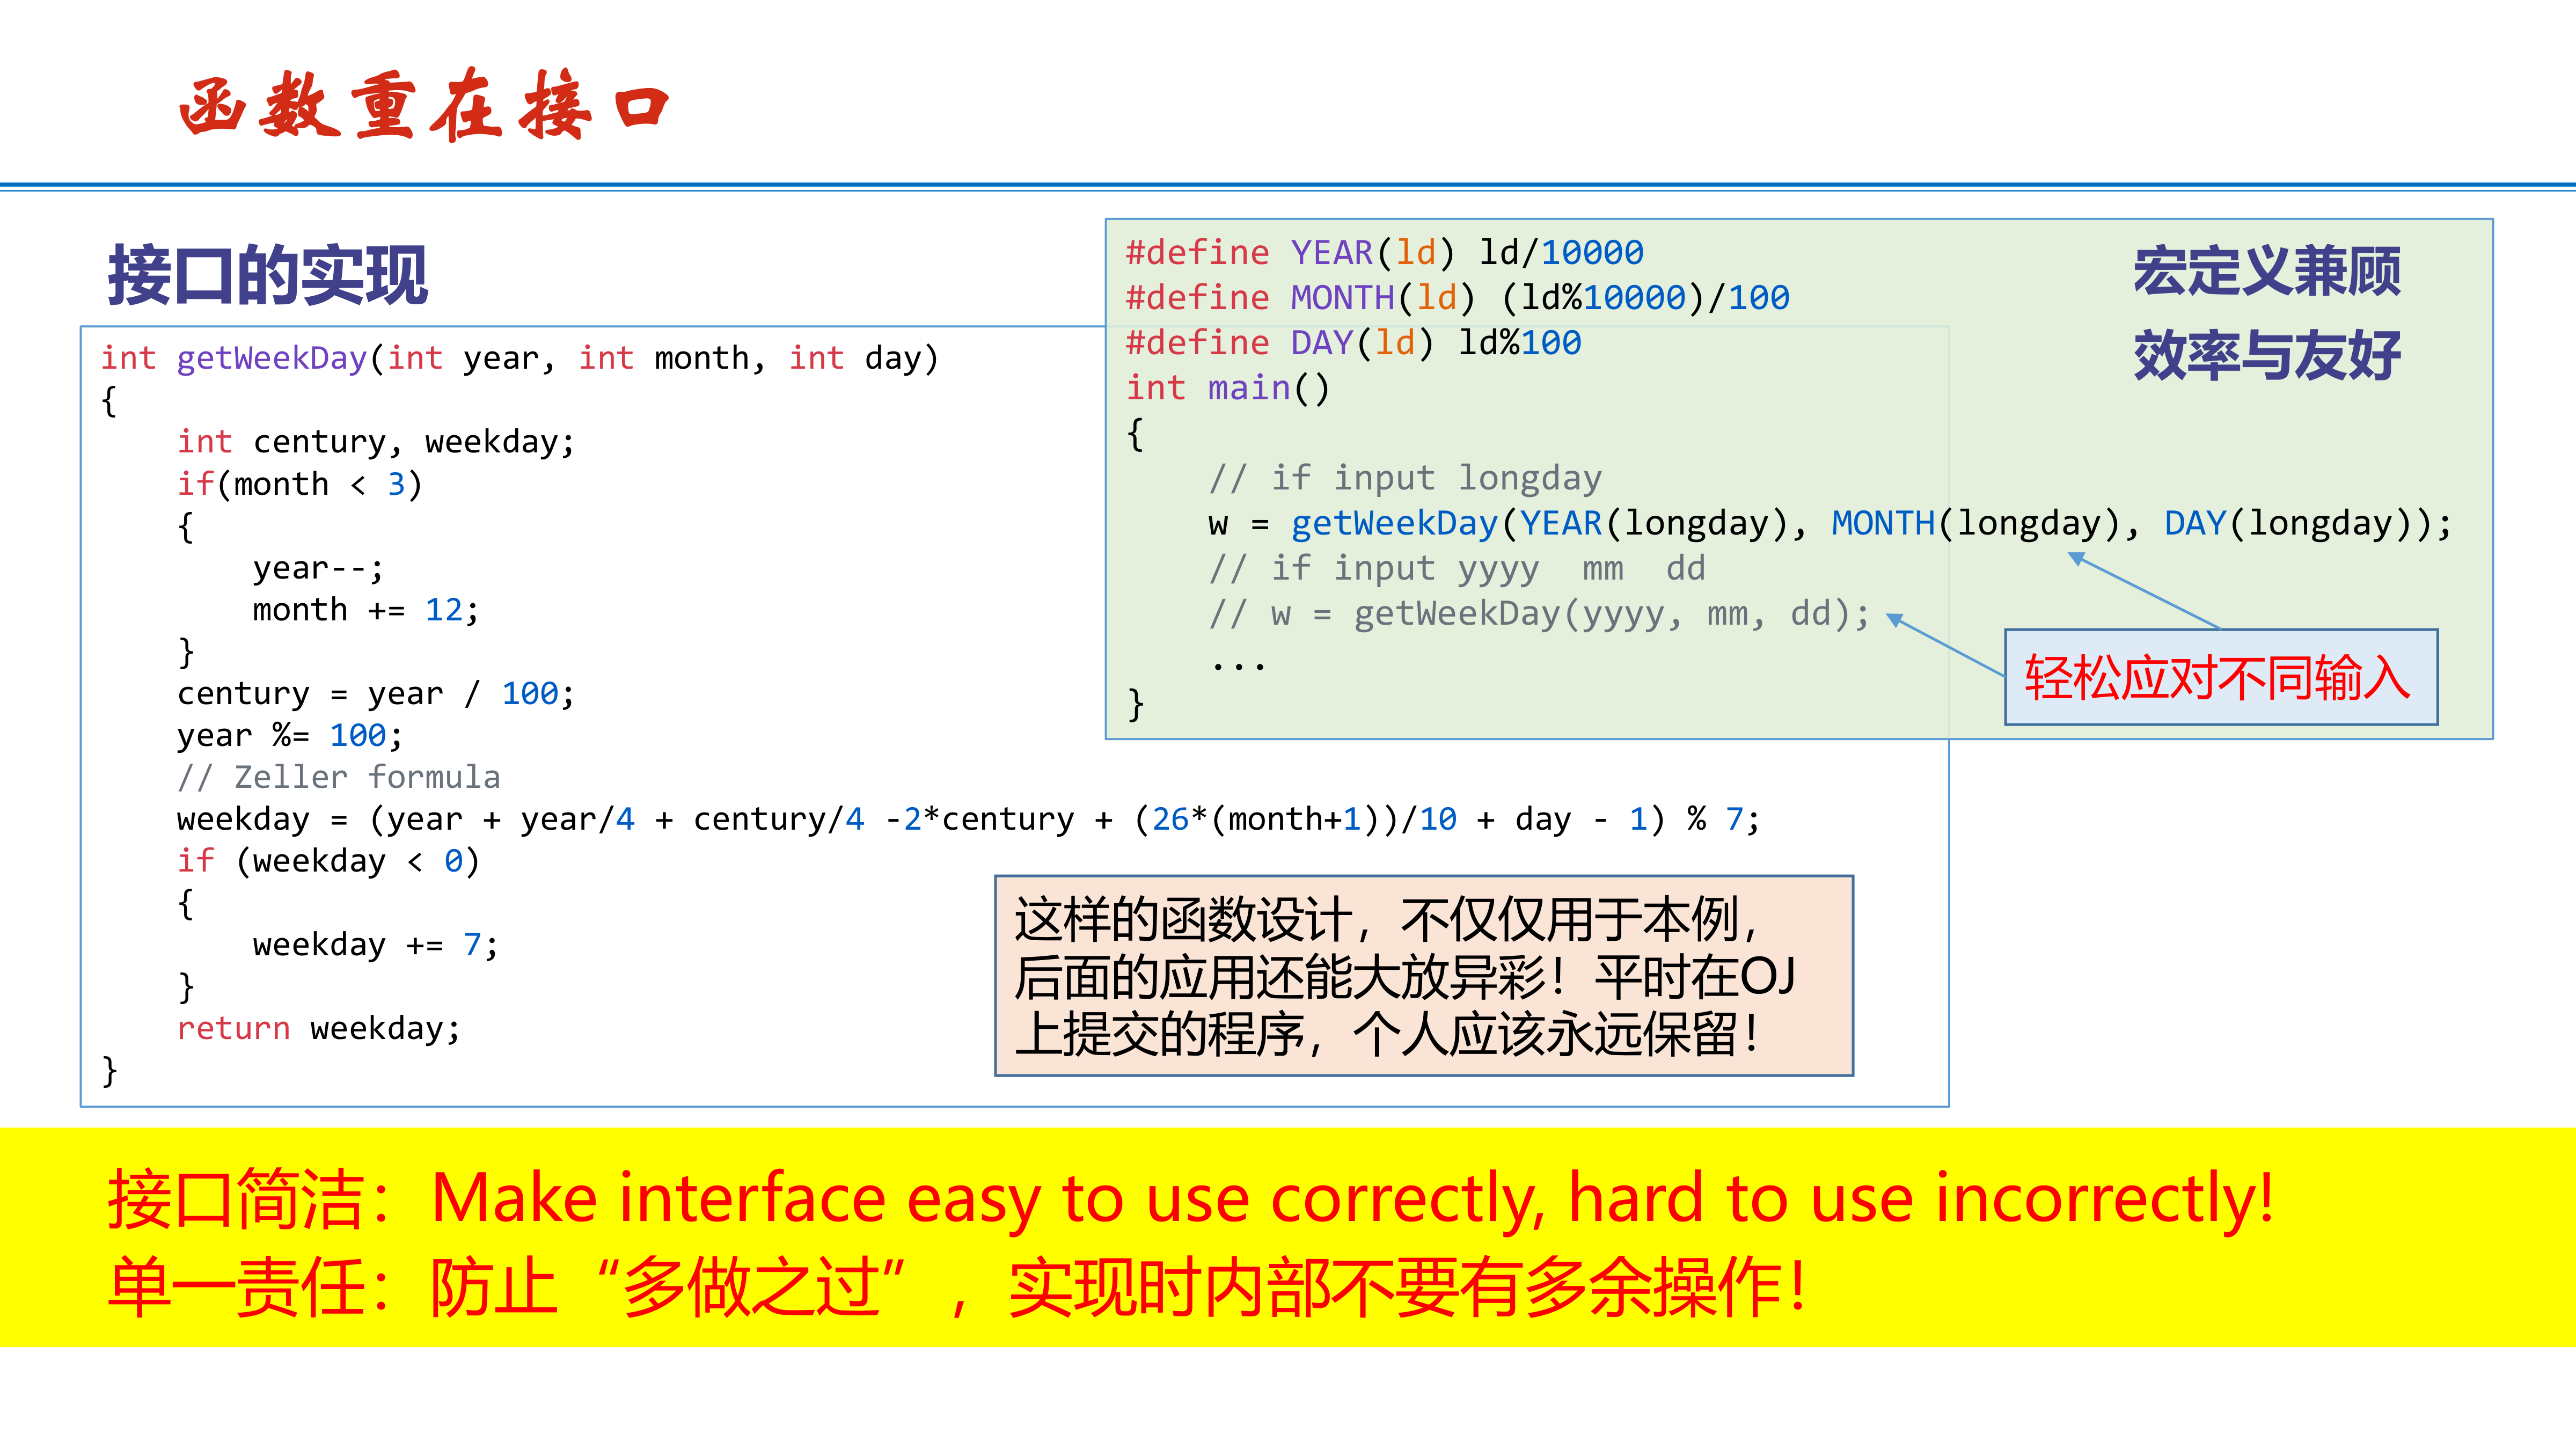 函数重在接口
接口的实现
int getWeekDay(int year, int month, int day)
{
    int century, weekday;
    if(month < 3)
    {
        year--;
        month += 12;
    }
    century = year / 100;
    year %= 100;
    // Zeller formula
    weekday = (year + year/4 + century/4 -2*century + (26*(month+1))/10 + day - 1) % 7;
    if (weekday < 0)
    {
        weekday += 7;
    }
    return weekday;
}
#define YEAR(ld) ld/10000
#define MONTH(ld) (ld%10000)/100
#define DAY(ld) ld%100
int main()
{
    // if input longday
    w = getWeekDay(YEAR(longday), MONTH(longday), DAY(longday));
    // if input yyyy  mm  dd
    // w = getWeekDay(yyyy, mm, dd);
    ...
}
宏定义兼顾
效率与友好
轻松应对不同输入
这样的函数设计，不仅仅用于本例，
后面的应用还能大放异彩！平时在OJ
上提交的程序，个人应该永远保留！
接口简洁：Make interface easy to use correctly, hard to use incorrectly!
单一责任：防止“多做之过”，实现时内部不要有多余操作！